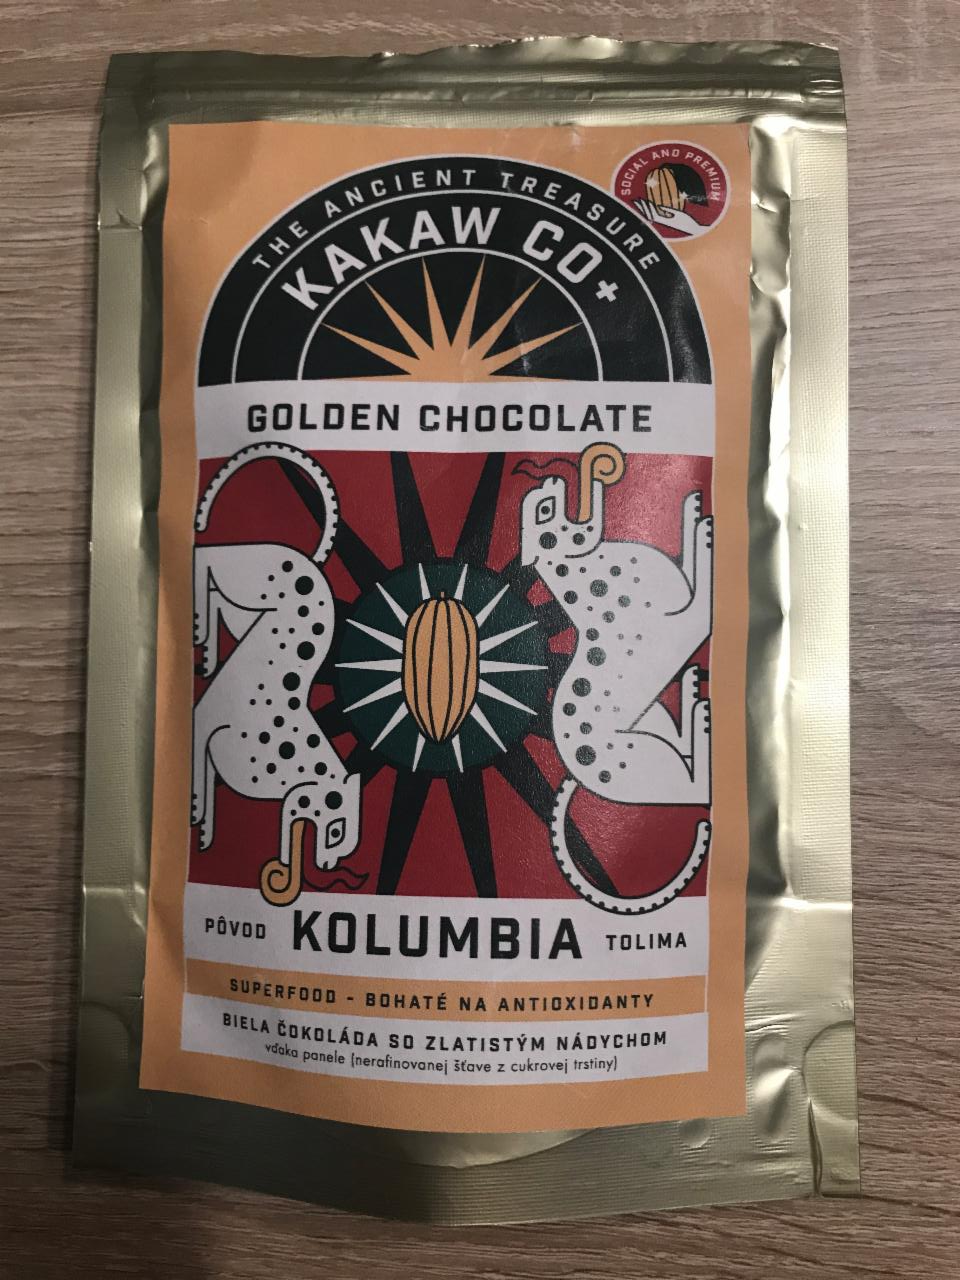 SOCIAL AND PREMIUM
THE ANCIENT TREASURE
KAKAW CO+
GOLDEN CHOCOLATE
PÔVOD KOLUMBIA TOLIMA
SUPERFOOD - BOHATÉ NA ANTIOXIDANTY
BIELA ČOKOLÁDA SO ZLATISTÝM NÁDYCHOM
vďaka panele (nerafinovanej šťave z cukrovej trstiny)